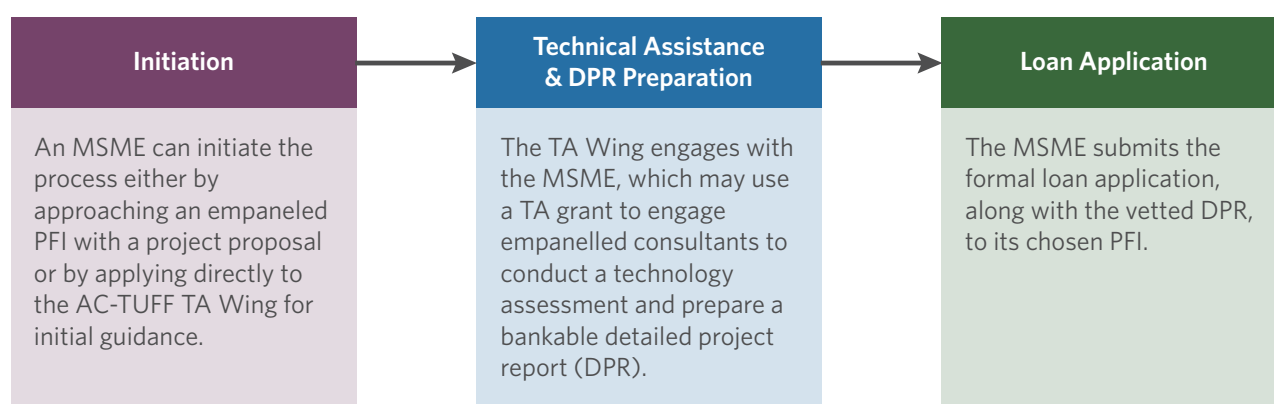 Initiation
An MSME can initiate the
process either by
approaching an empaneled
PFI with a project proposal
or by applying directly to
the AC-TUFF TA Wing for
initial guidance.
Technical Assistance
& DPR Preparation
The TA Wing engages with
the MSME, which may use
a TA grant to engage
empanelled consultants to
conduct a technology
assessment and prepare a
bankable detailed project
report (DPR).
Loan Application
The MSME submits the
formal loan application,
along with the vetted DPR,
to its chosen PFI.